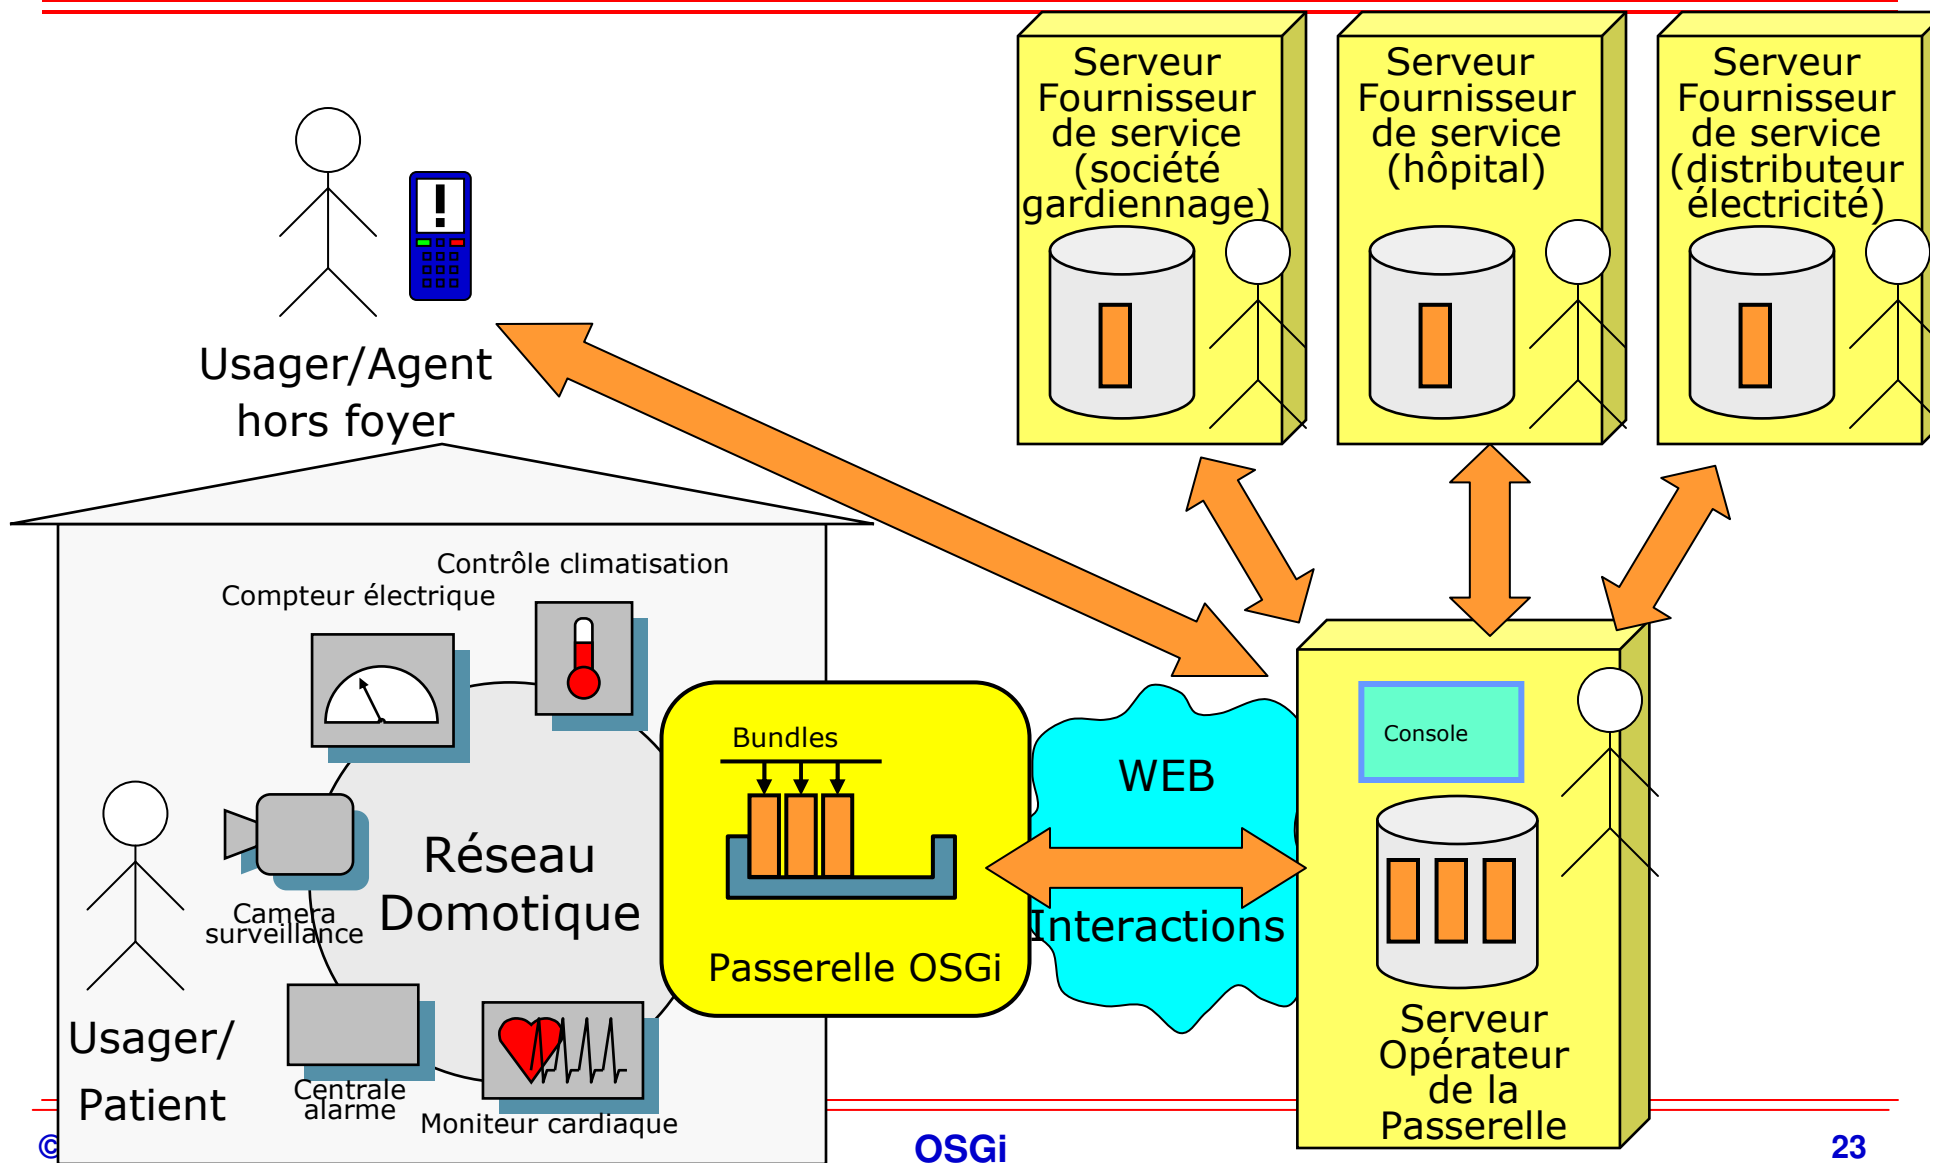 Serveur
Fournisseur
de service
(société
gardiennage)
Serveur
Fournisseur
de service
(hôpital)
Serveur
Fournisseur
de service
(distributeur
électricité)
!
Usager/Agent
hors foyer
Contrôle climatisation
Compteur électrique
Bundles
WEB
Console
Réseau
Domotique
Camera
surveillance
Interactions
Passerelle OSGi
Usager/
Patient
Centrale
alarme
Moniteur cardiaque
Serveur
Opérateur
de la
Passerelle
©
OSGi
23